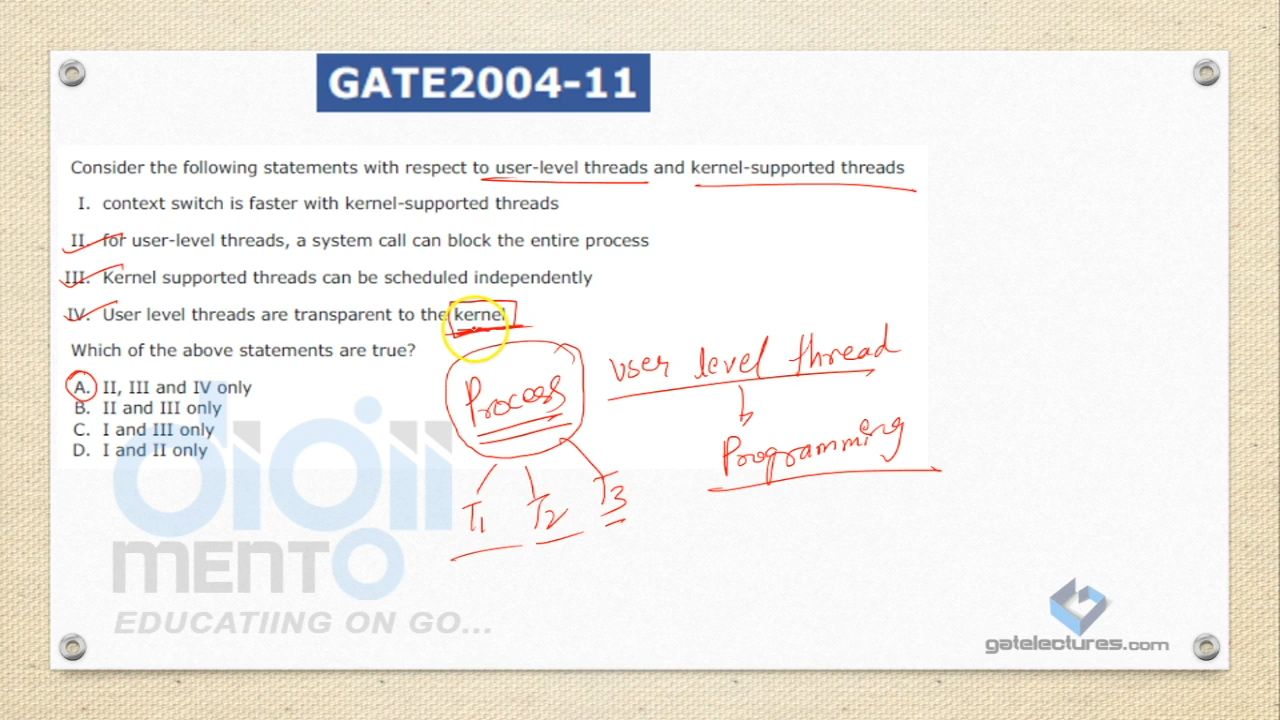 GATE2004-11
Consider the following statements with respect to user-level threads and kernel-supported threads
I. context switch is faster with kernel-supported threads
II. for user-level threads, a system call can block the entire process
III. Kernel supported threads can be scheduled independently
IV. User level threads are transparent to the kernel
Which of the above statements are true?
A. II, III and IV only
B. II and III only
C. I and III only
D. I and II only
Process
user level thread
Programming
T1 T2 T3
digii
MENTO
EDUCATIING ON GO...
gatelectures.com